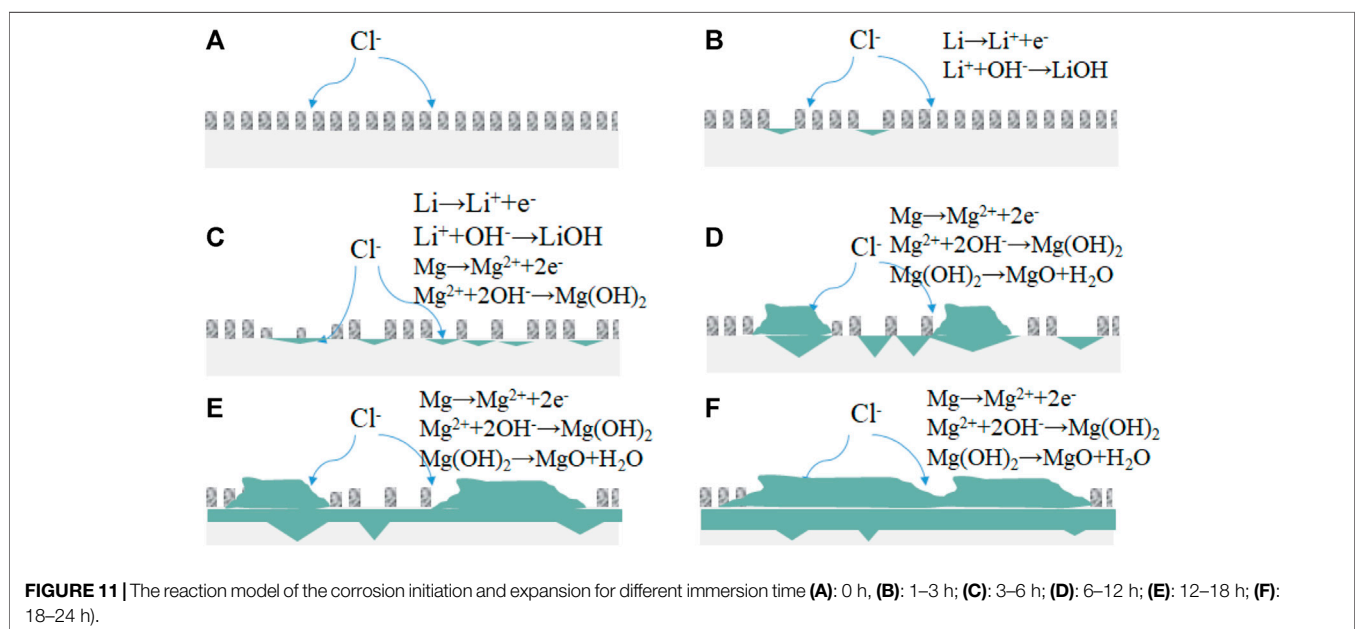 A
Cl-
B
Cl-
Li→Li⁺+e-
Li⁺+OH-→LiOH
C
Cl-
Li→Li⁺+e-
Li⁺+OH-→LiOH
Mg→Mg²⁺+2e-
Mg²⁺+2OH-→Mg(OH)₂
D
Cl-
Mg→Mg²⁺+2e-
Mg²⁺+2OH-→Mg(OH)₂
Mg(OH)₂→MgO+H₂O
E
Cl-
Mg→Mg²⁺+2e-
Mg²⁺+2OH-→Mg(OH)₂
Mg(OH)₂→MgO+H₂O
F
Cl-
Mg→Mg²⁺+2e-
Mg²⁺+2OH-→Mg(OH)₂
Mg(OH)₂→MgO+H₂O
FIGURE 11 | The reaction model of the corrosion initiation and expansion for different immersion time (A): 0 h, (B): 1–3 h; (C): 3–6 h; (D): 6–12 h; (E): 12–18 h; (F):
18–24 h).